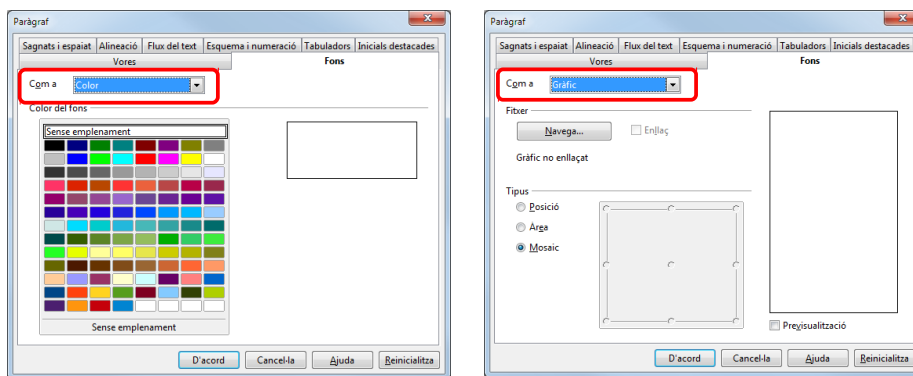 Paràgraf
Sagnats i espaiat Alineació Flux del text Esquema i numeració Tabuladors Inicials destacades
Vores Fons
Com a Color
Color del fons
Sense emplenament
Sense emplenament
D'acord Cancel·la Ajuda Reinicialitza
Paràgraf
Sagnats i espaiat Alineació Flux del text Esquema i numeració Tabuladors Inicials destacades
Vores Fons
Com a Gràfic
Fitxer
Navega... Enllaç
Gràfic no enllaçat
Tipus
Posició
Àrea
Mosaic
Previsualització
D'acord Cancel·la Ajuda Reinicialitza